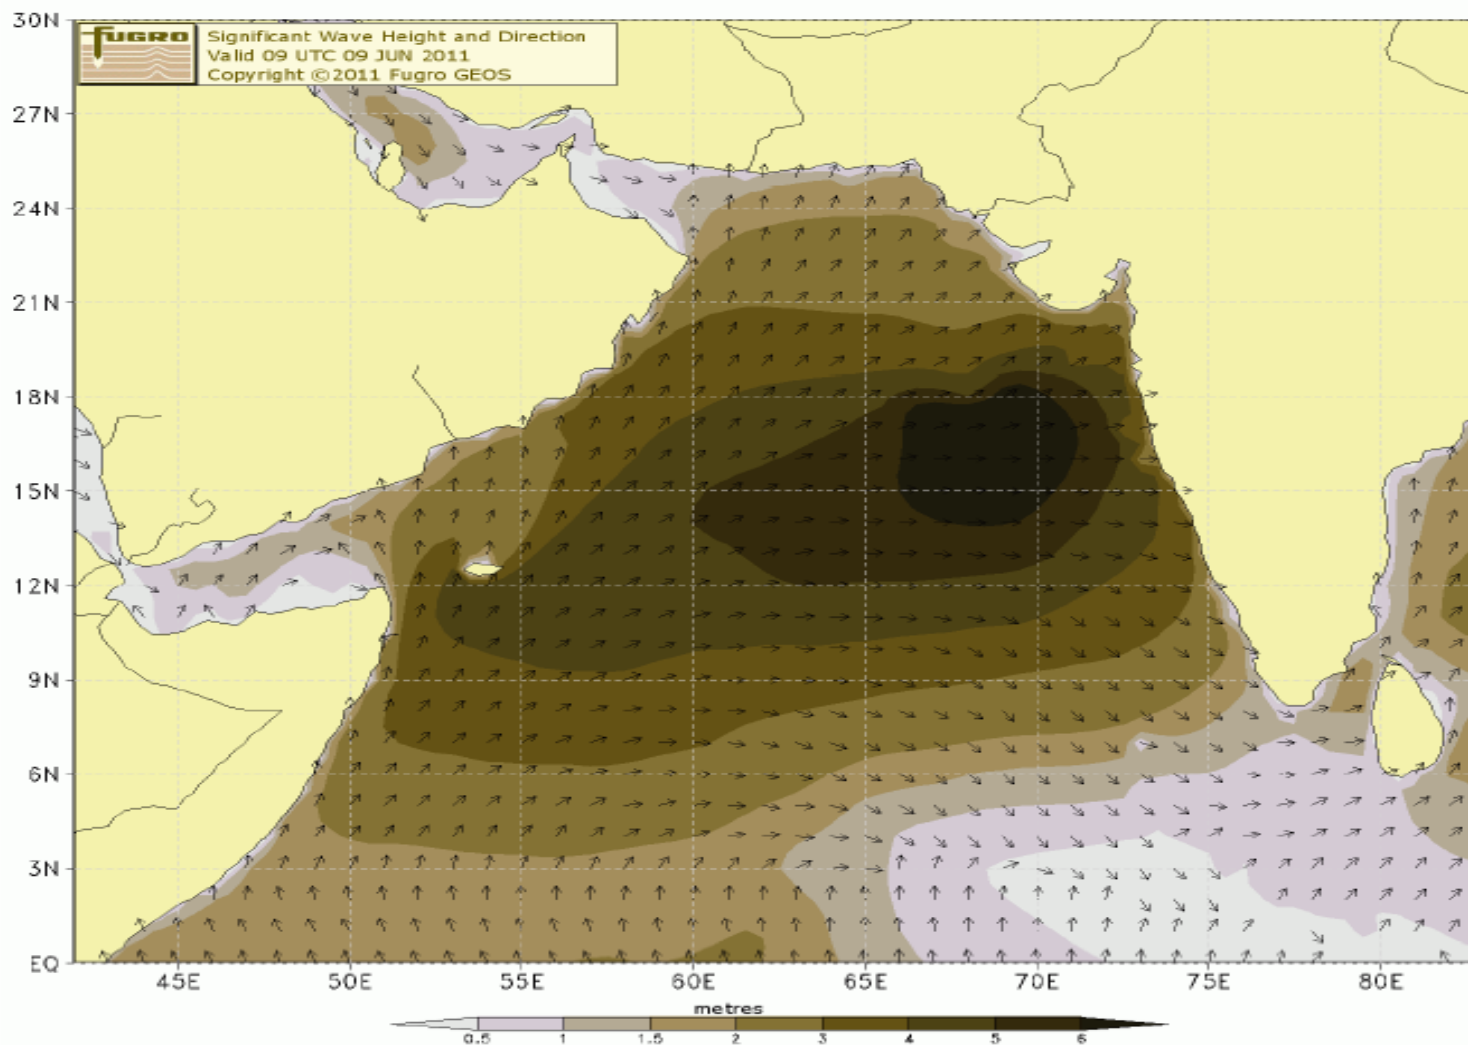 30N
FUGRO
Significant Wave Height and Direction
Valid 09 UTC 09 JUN 2011
Copyright ©2011 Fugro GEOS
27N
24N
21N
18N
15N
12N
9N
6N
3N
EQ
45E 50E 55E 60E 65E 70E 75E 80E
metres
0.5 1 1.5 2 3 4 5 6